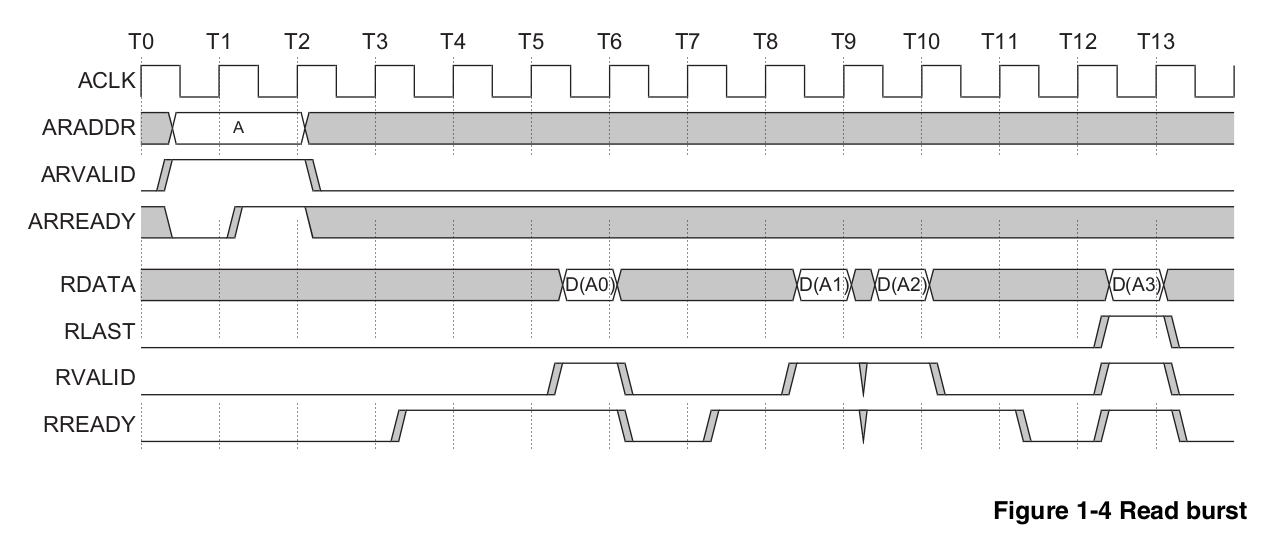 T0 T1 T2 T3 T4 T5 T6 T7 T8 T9 T10 T11 T12 T13
ACLK
ARADDR A
ARVALID
ARREADY
RDATA D(A0) D(A1) D(A2) D(A3)
RLAST
RVALID
RREADY
Figure 1-4 Read burst